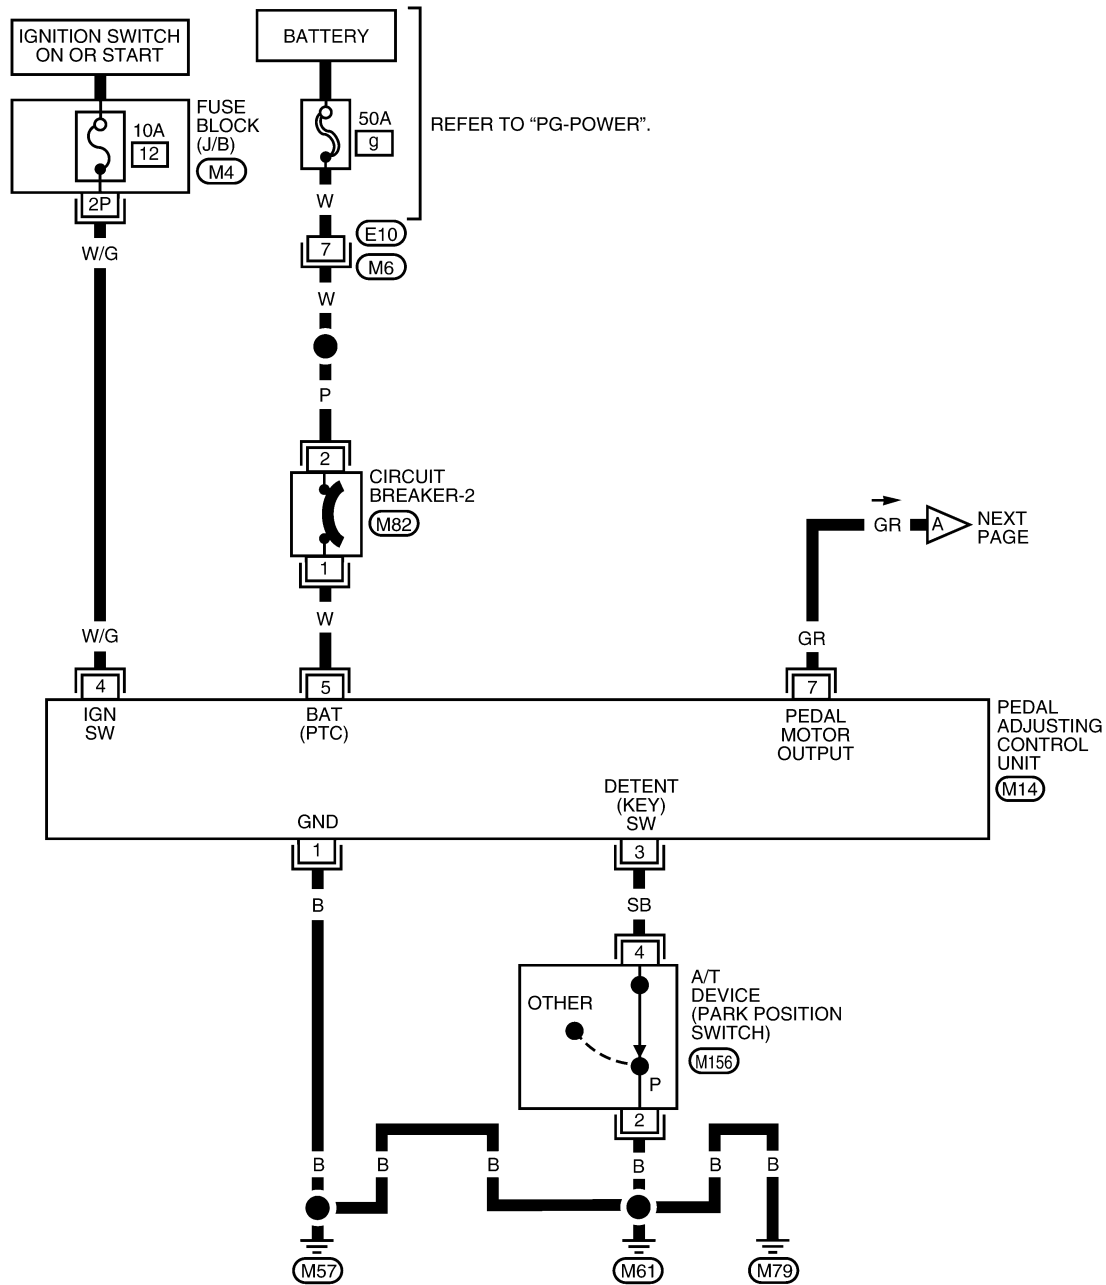 IGNITION SWITCH
ON OR START
BATTERY
FUSE
BLOCK
(J/B)
M4
10A
12
50A
g
REFER TO “PG-POWER”.
2P
W
W/G
7
E10
M6
W
P
2
CIRCUIT
BREAKER-2
M82
1
GR
A
NEXT
PAGE
W
W/G
GR
4
5
7
IGN
SW
BAT
(PTC)
PEDAL
MOTOR
OUTPUT
PEDAL
ADJUSTING
CONTROL
UNIT
M14
DETENT
(KEY)
SW
GND
1
3
B
SB
4
OTHER
A/T
DEVICE
(PARK POSITION
SWITCH)
M156
P
2
B
B
B
B
B
B
M57
M61
M79